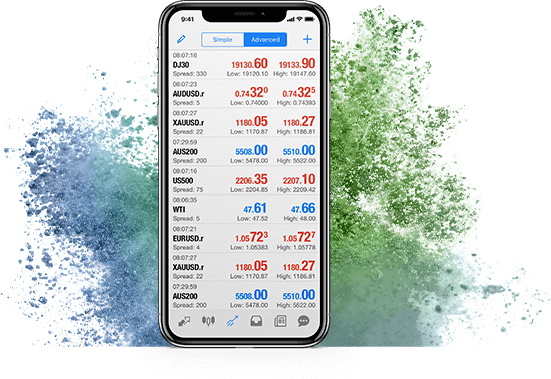 9:41
Simple Advanced
08:07:16
DJ30 19130.60 19133.90
Spread: 330 Low: 19120.10 High: 19147.60
08:07:23
AUDUSD.r 0.74320 0.74325
Spread: 5 Low: 0.74000 High: 0.74393
08:07:27
XAUUSD.r 1180.05 1180.27
Spread: 22 Low: 1170.87 High: 1186.81
07:29:59
AUS200 5508.00 5510.00
Spread: 200 Low: 5478.00 High: 5522.00
08:07:16
US500 2206.35 2207.10
Spread: 75 Low: 2204.85 High: 2209.42
08:06:35
WTI 47.61 47.66
Spread: 5 Low: 47.52 High: 48.00
08:07:21
EURUSD.r 1.05723 1.05727
Spread: 4 Low: 1.05383 High: 1.05778
08:07:27
XAUUSD.r 1180.05 1180.27
Spread: 22 Low: 1170.87 High: 1186.81
07:29:59
AUS200 5508.00 5510.00
Spread: 200 Low: 5478.00 High: 5522.00